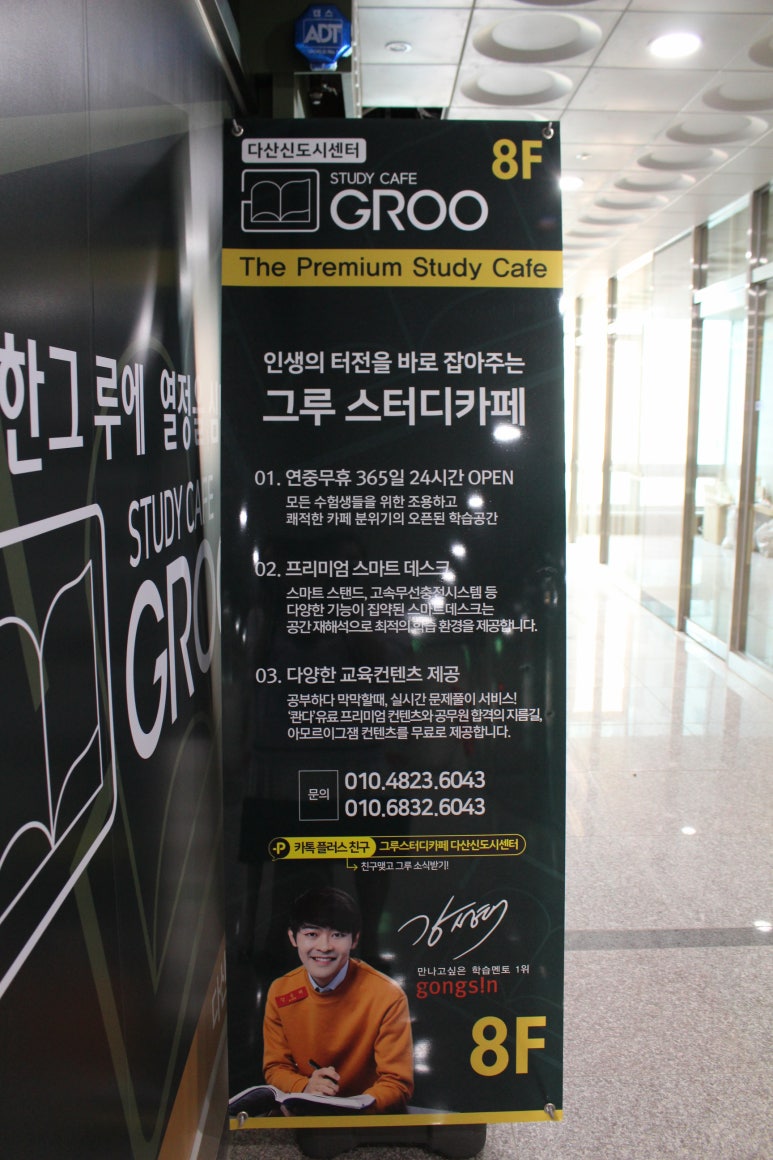 캡스
ADT
다산신도시센터
8F
STUDY CAFE
GROO
The Premium Study Cafe
인생의 터전을 바로 잡아주는
그루 스터디카페
01. 연중무휴 365일 24시간 OPEN
모든 수험생들을 위한 조용하고
쾌적한 카페 분위기의 오픈된 학습공간
02. 프리미엄 스마트 데스크
스마트 스탠드, 고속무선충전시스템 등
다양한 기능이 집약된 스마트데스크는
공간 재해석으로 최적의 학습 환경을 제공합니다.
03. 다양한 교육컨텐츠 제공
공부하다 막막할때, 실시간 문제풀이 서비스!
'콴다'유료 프리미엄 컨텐츠와 공무원 합격의 지름길,
아모르이그잼 컨텐츠를 무료로 제공합니다.
문의
010.4823.6043
010.6832.6043
P 카톡 플러스 친구 그루스터디카페 다산신도시센터
친구맺고 그루 소식받기!
강성태
만나고싶은 학습멘토 1위
gongs!n
8F
한그루에 열정을
STUDY CAFE
GRO